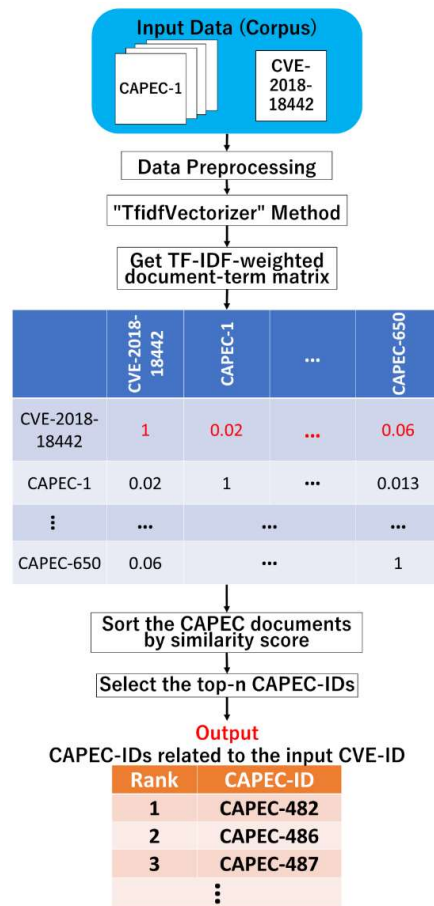 Input Data (Corpus)
CAPEC-1
CVE-
2018-
18442
Data Preprocessing
"TfidfVectorizer" Method
Get TF-IDF-weighted
document-term matrix
CVE-2018-
18442
CAPEC-1
...
CAPEC-650
CVE-2018-
18442
1
0.02
...
0.06
CAPEC-1
0.02
1
...
0.013
⋮
...
...
...
CAPEC-650
0.06
...
1
Sort the CAPEC documents
by similarity score
Select the top-n CAPEC-IDs
Output
CAPEC-IDs related to the input CVE-ID
Rank CAPEC-ID
1 CAPEC-482
2 CAPEC-486
3 CAPEC-487
⋮